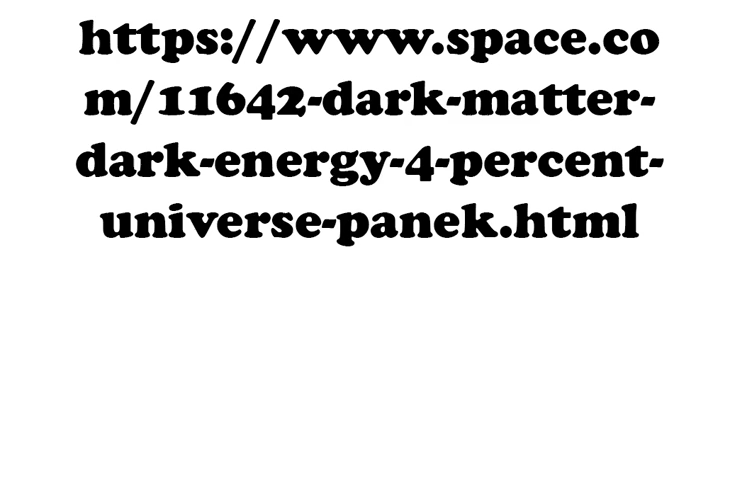 https://www.space.co
m/11642-dark-matter-
dark-energy-4-percent-
universe-panek.html